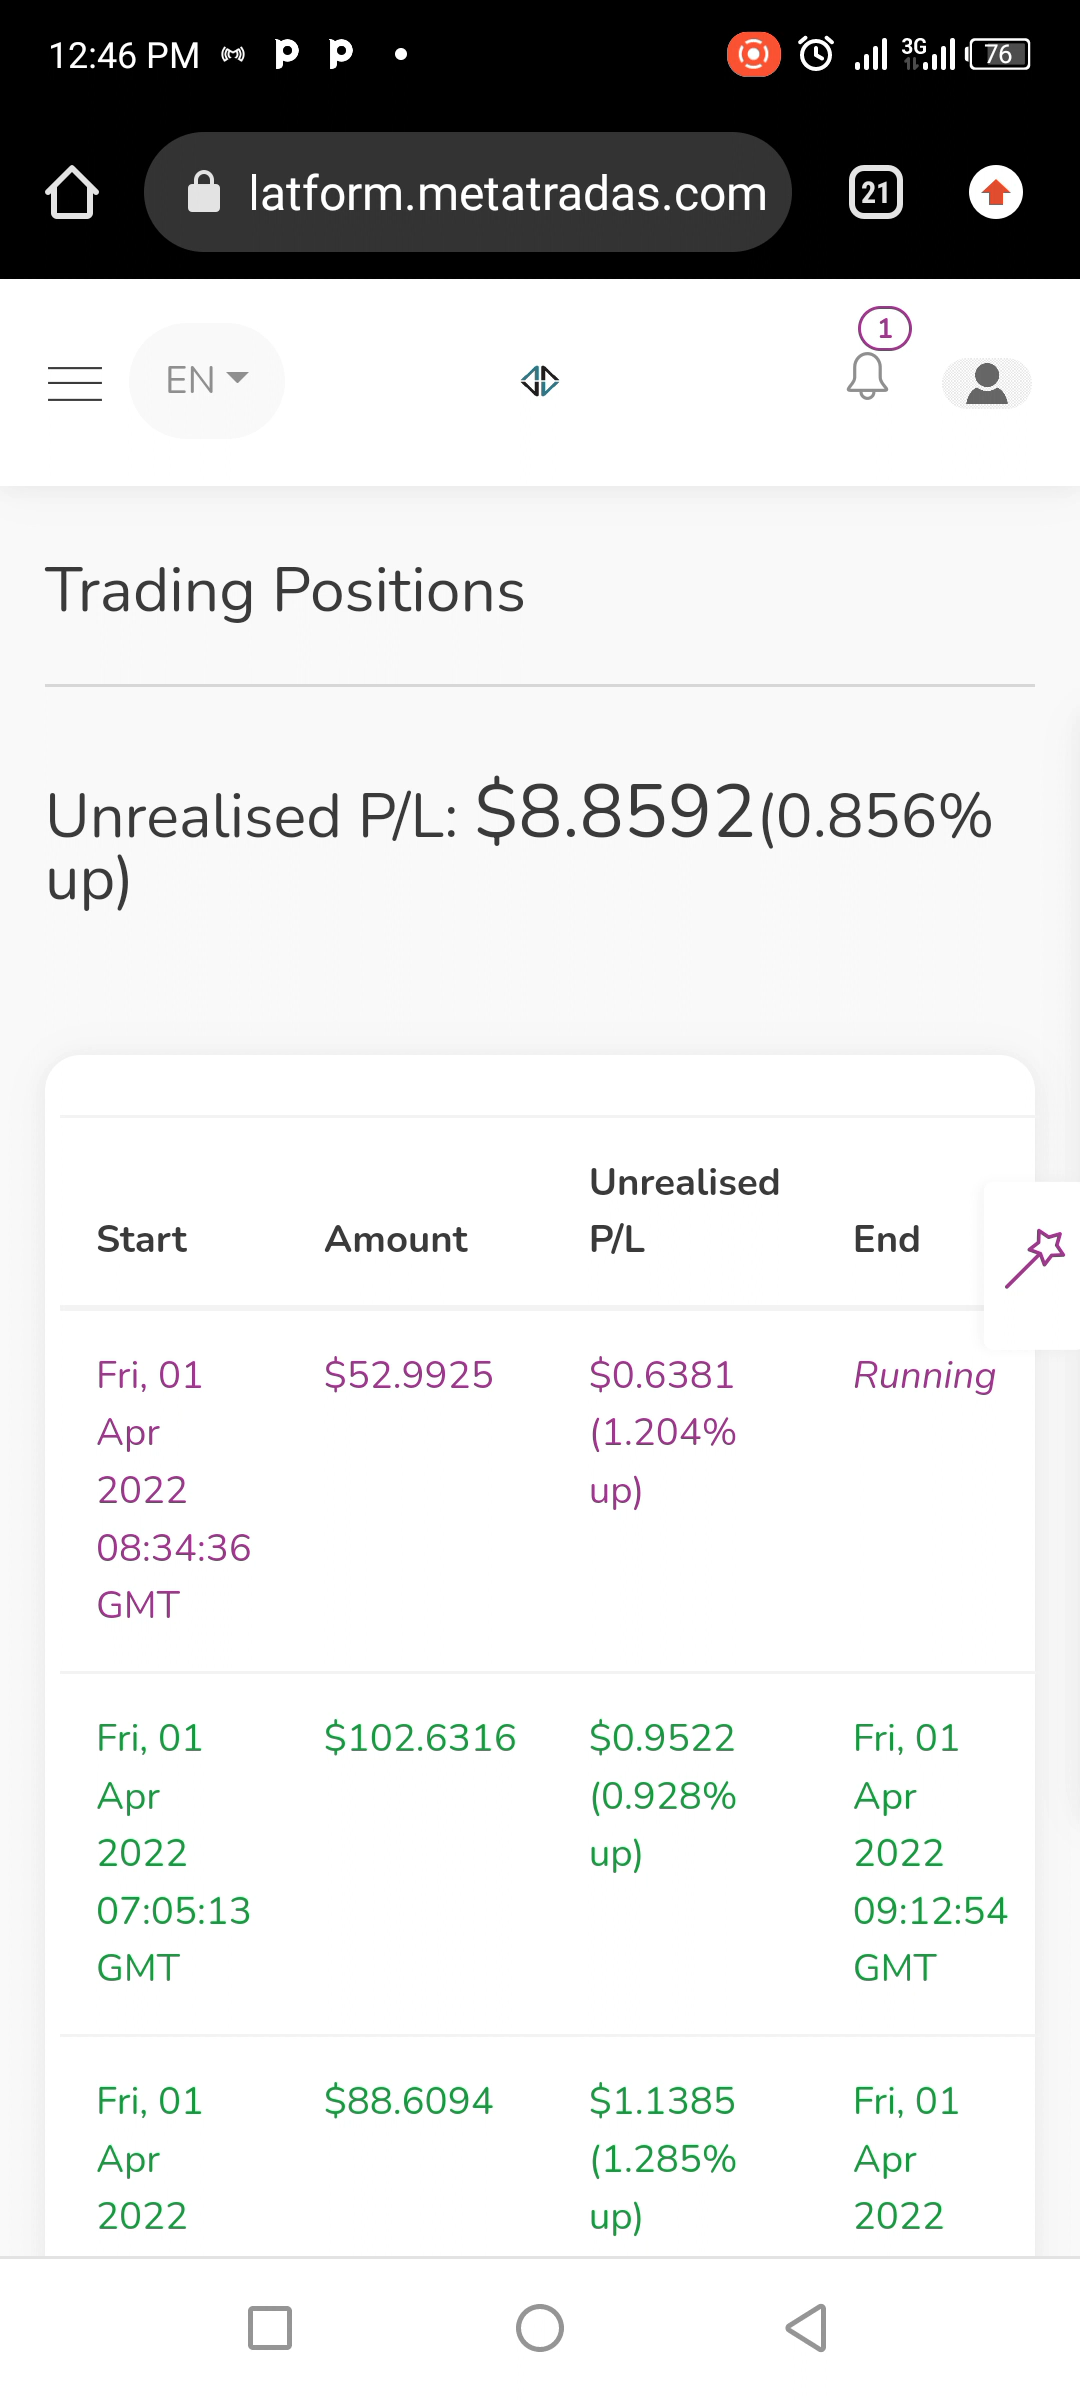 12:46 PM
3G
76
latform.metatradas.com
21
EN
1
Trading Positions
Unrealised P/L: $8.8592(0.856%
up)
Unrealised
Start Amount P/L End
Fri, 01 $52.9925 $0.6381 Running
Apr (1.204%
2022 up)
08:34:36
GMT
Fri, 01 $102.6316 $0.9522 Fri, 01
Apr (0.928% Apr
2022 up) 2022
07:05:13 09:12:54
GMT GMT
Fri, 01 $88.6094 $1.1385 Fri, 01
Apr (1.285% Apr
2022 up) 2022